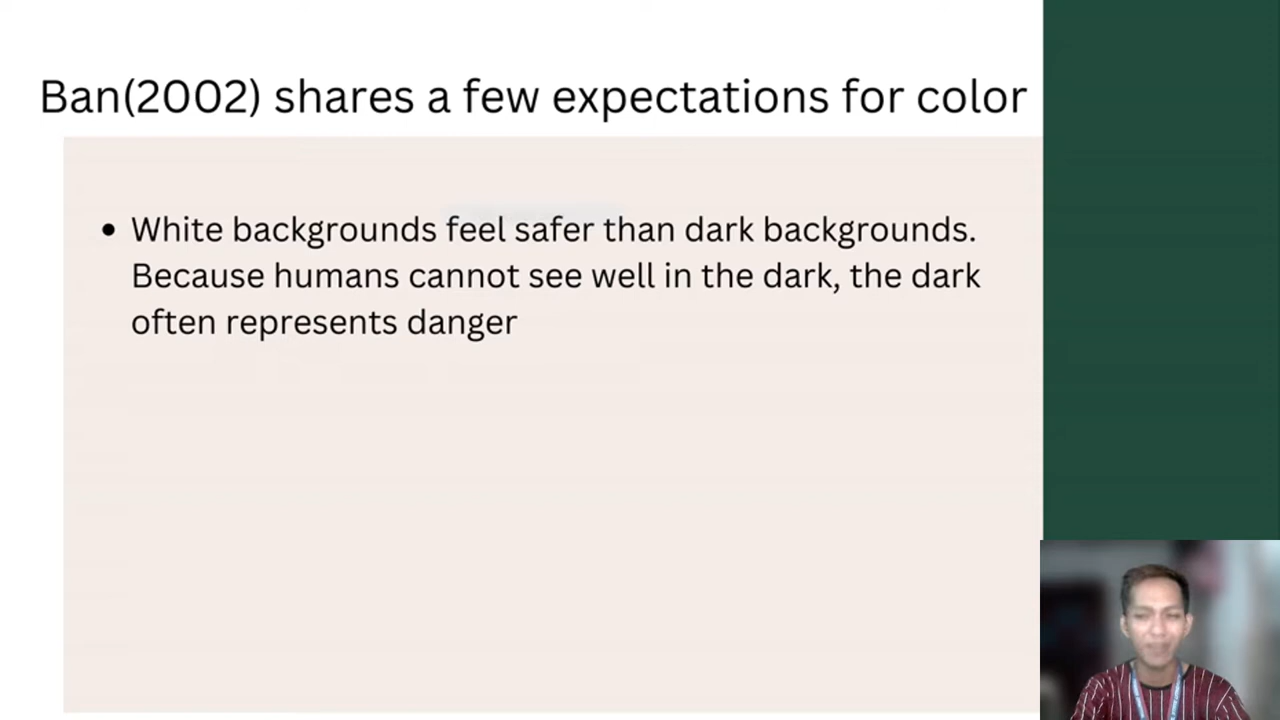 Ban(2002) shares a few expectations for color
• White backgrounds feel safer than dark backgrounds.
Because humans cannot see well in the dark, the dark
often represents danger